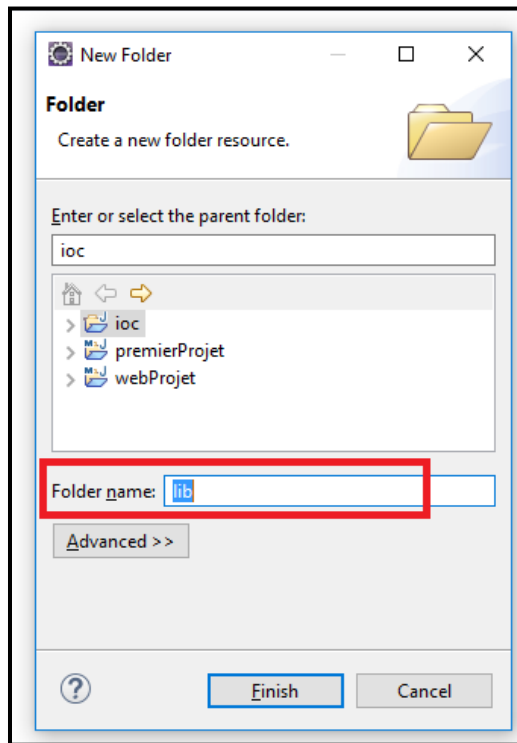 New Folder
Folder
Create a new folder resource.
Enter or select the parent folder:
ioc
ioc
premierProjet
webProjet
Folder name: lib
Advanced >>
Finish Cancel